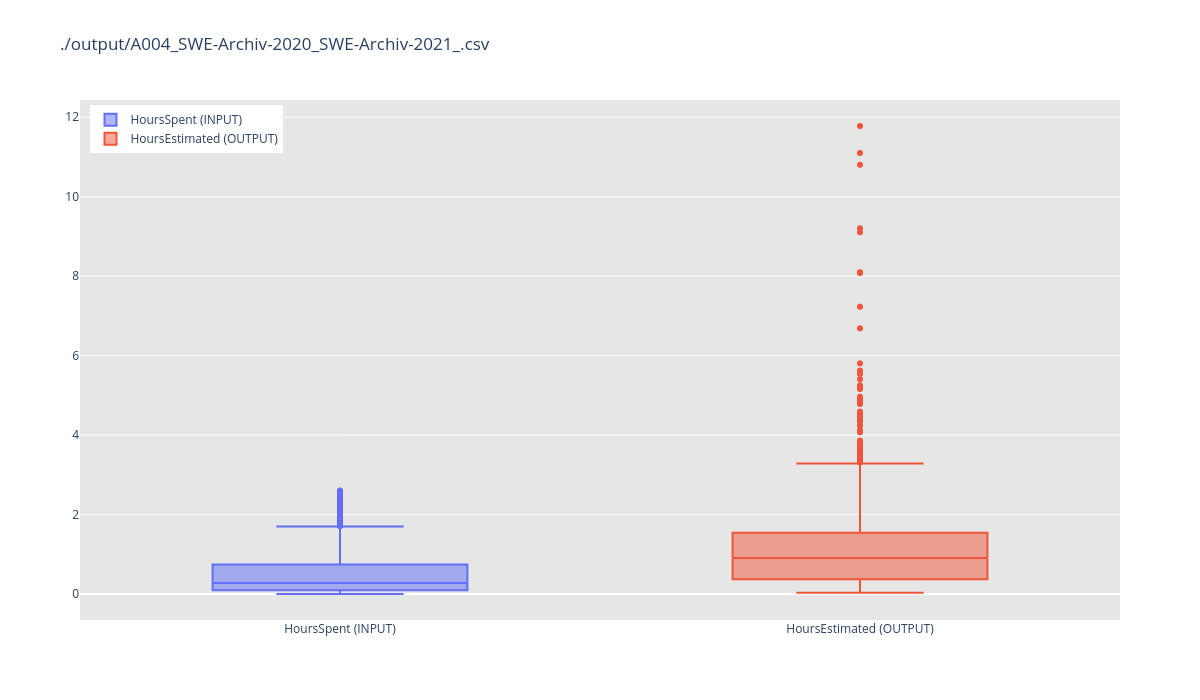 ./output/A004_SWE-Archiv-2020_SWE-Archiv-2021_.csv
HoursSpent (INPUT)
HoursEstimated (OUTPUT)
12
10
8
6
4
2
0
HoursSpent (INPUT)
HoursEstimated (OUTPUT)